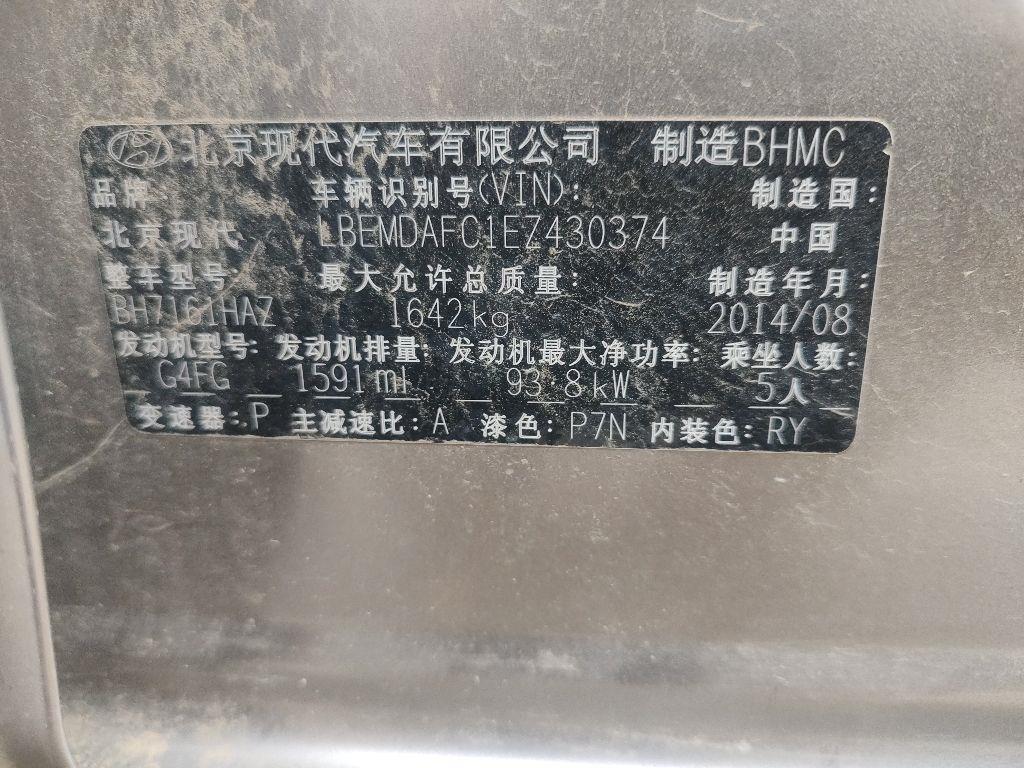 北京现代汽车有限公司 制造BHMC
品牌 车辆识别号(VIN): 制造国:
北京现代 LBEMDAFC1EZ430374 中国
整车型号: 最大允许总质量: 制造年月:
BH7161HAZ 1642kg 2014/08
发动机型号: 发动机排量: 发动机最大净功率: 乘坐人数:
G4FG 1591ml 93.8kW 5人
变速器: P 主减速比: A 漆色: P7N 内装色: RY